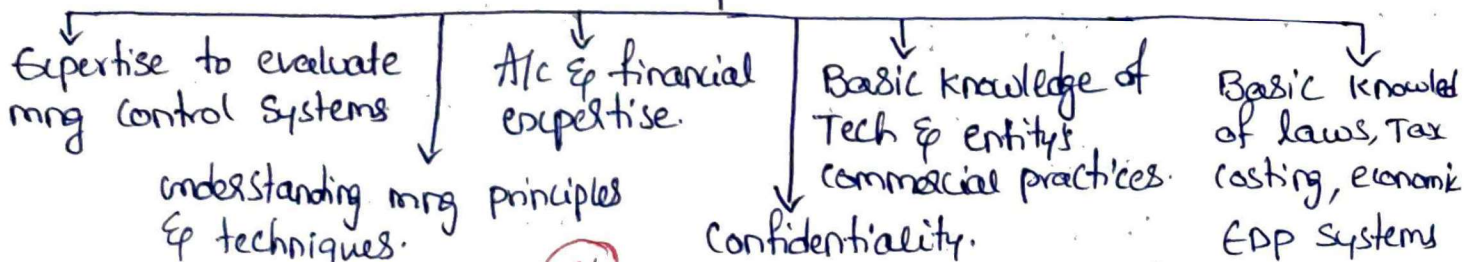 Expertise to evaluate
mng control Systems
understanding mng principles
& techniques.
A/c & financial
expertise.
Confidentiality.
Basic knowledge of
Tech & entity's
commercial practices.
Basic Knowled
of laws, Tax
costing, economic
EDP Systems